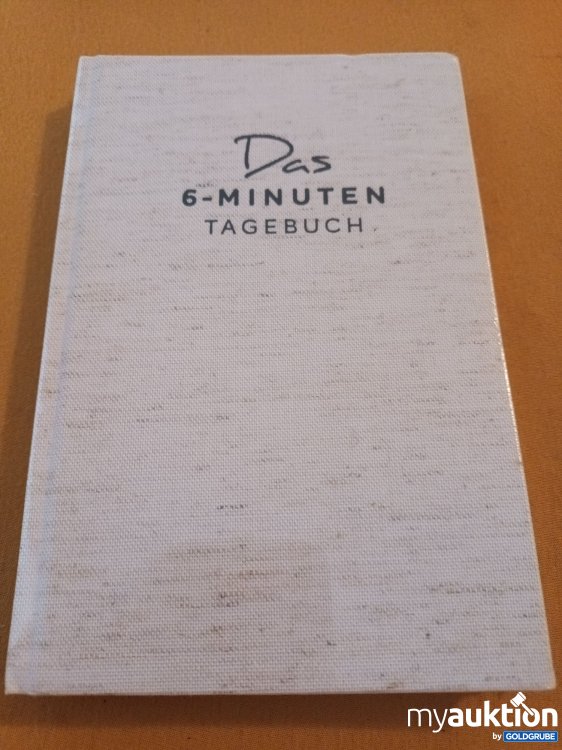 Das
6-MINUTEN
TAGEBUCH
myauktion
by GOLDGRUBE